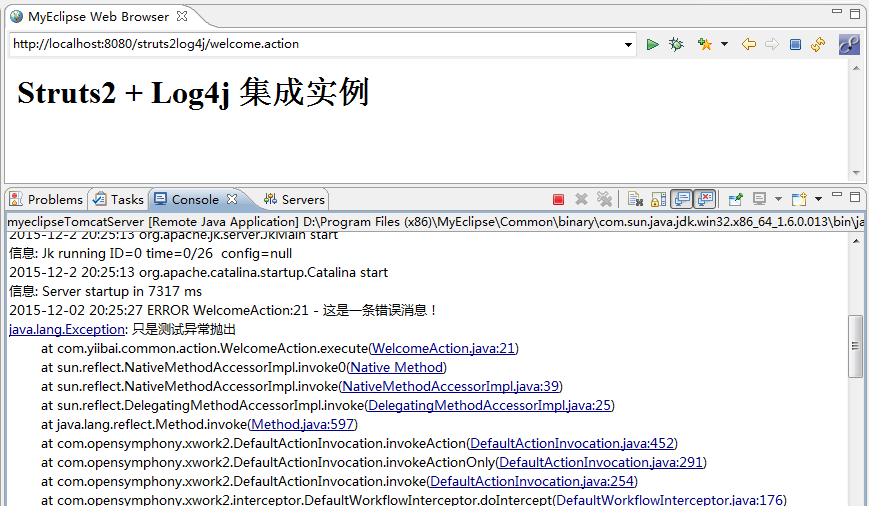 MyEclipse Web Browser
http://localhost:8080/struts2log4j/welcome.action
Struts2 + Log4j 集成实例
Problems Tasks Console Servers
myeclipseTomcatServer [Remote Java Application] D:\Program Files (x86)\MyEclipse\Common\binary\com.sun.java.jdk.win32.x86_64_1.6.0.013\bin\ja
2015-12-2 20:25:13 org.apache.jk.server.JkMain start
信息: Jk running ID=0 time=0/26 config=null
2015-12-2 20:25:13 org.apache.catalina.startup.Catalina start
信息: Server startup in 7317 ms
2015-12-02 20:25:27 ERROR WelcomeAction:21 - 这是一条错误消息！
java.lang.Exception: 只是测试异常抛出
at com.yiibai.common.action.WelcomeAction.execute(WelcomeAction.java:21)
at sun.reflect.NativeMethodAccessorImpl.invoke0(Native Method)
at sun.reflect.NativeMethodAccessorImpl.invoke(NativeMethodAccessorImpl.java:39)
at sun.reflect.DelegatingMethodAccessorImpl.invoke(DelegatingMethodAccessorImpl.java:25)
at java.lang.reflect.Method.invoke(Method.java:597)
at com.opensymphony.xwork2.DefaultActionInvocation.invokeAction(DefaultActionInvocation.java:452)
at com.opensymphony.xwork2.DefaultActionInvocation.invokeActionOnly(DefaultActionInvocation.java:291)
at com.opensymphony.xwork2.DefaultActionInvocation.invoke(DefaultActionInvocation.java:254)
at com.opensymphony.xwork2.interceptor.DefaultWorkflowInterceptor.doIntercept(DefaultWorkflowInterceptor.java:176)